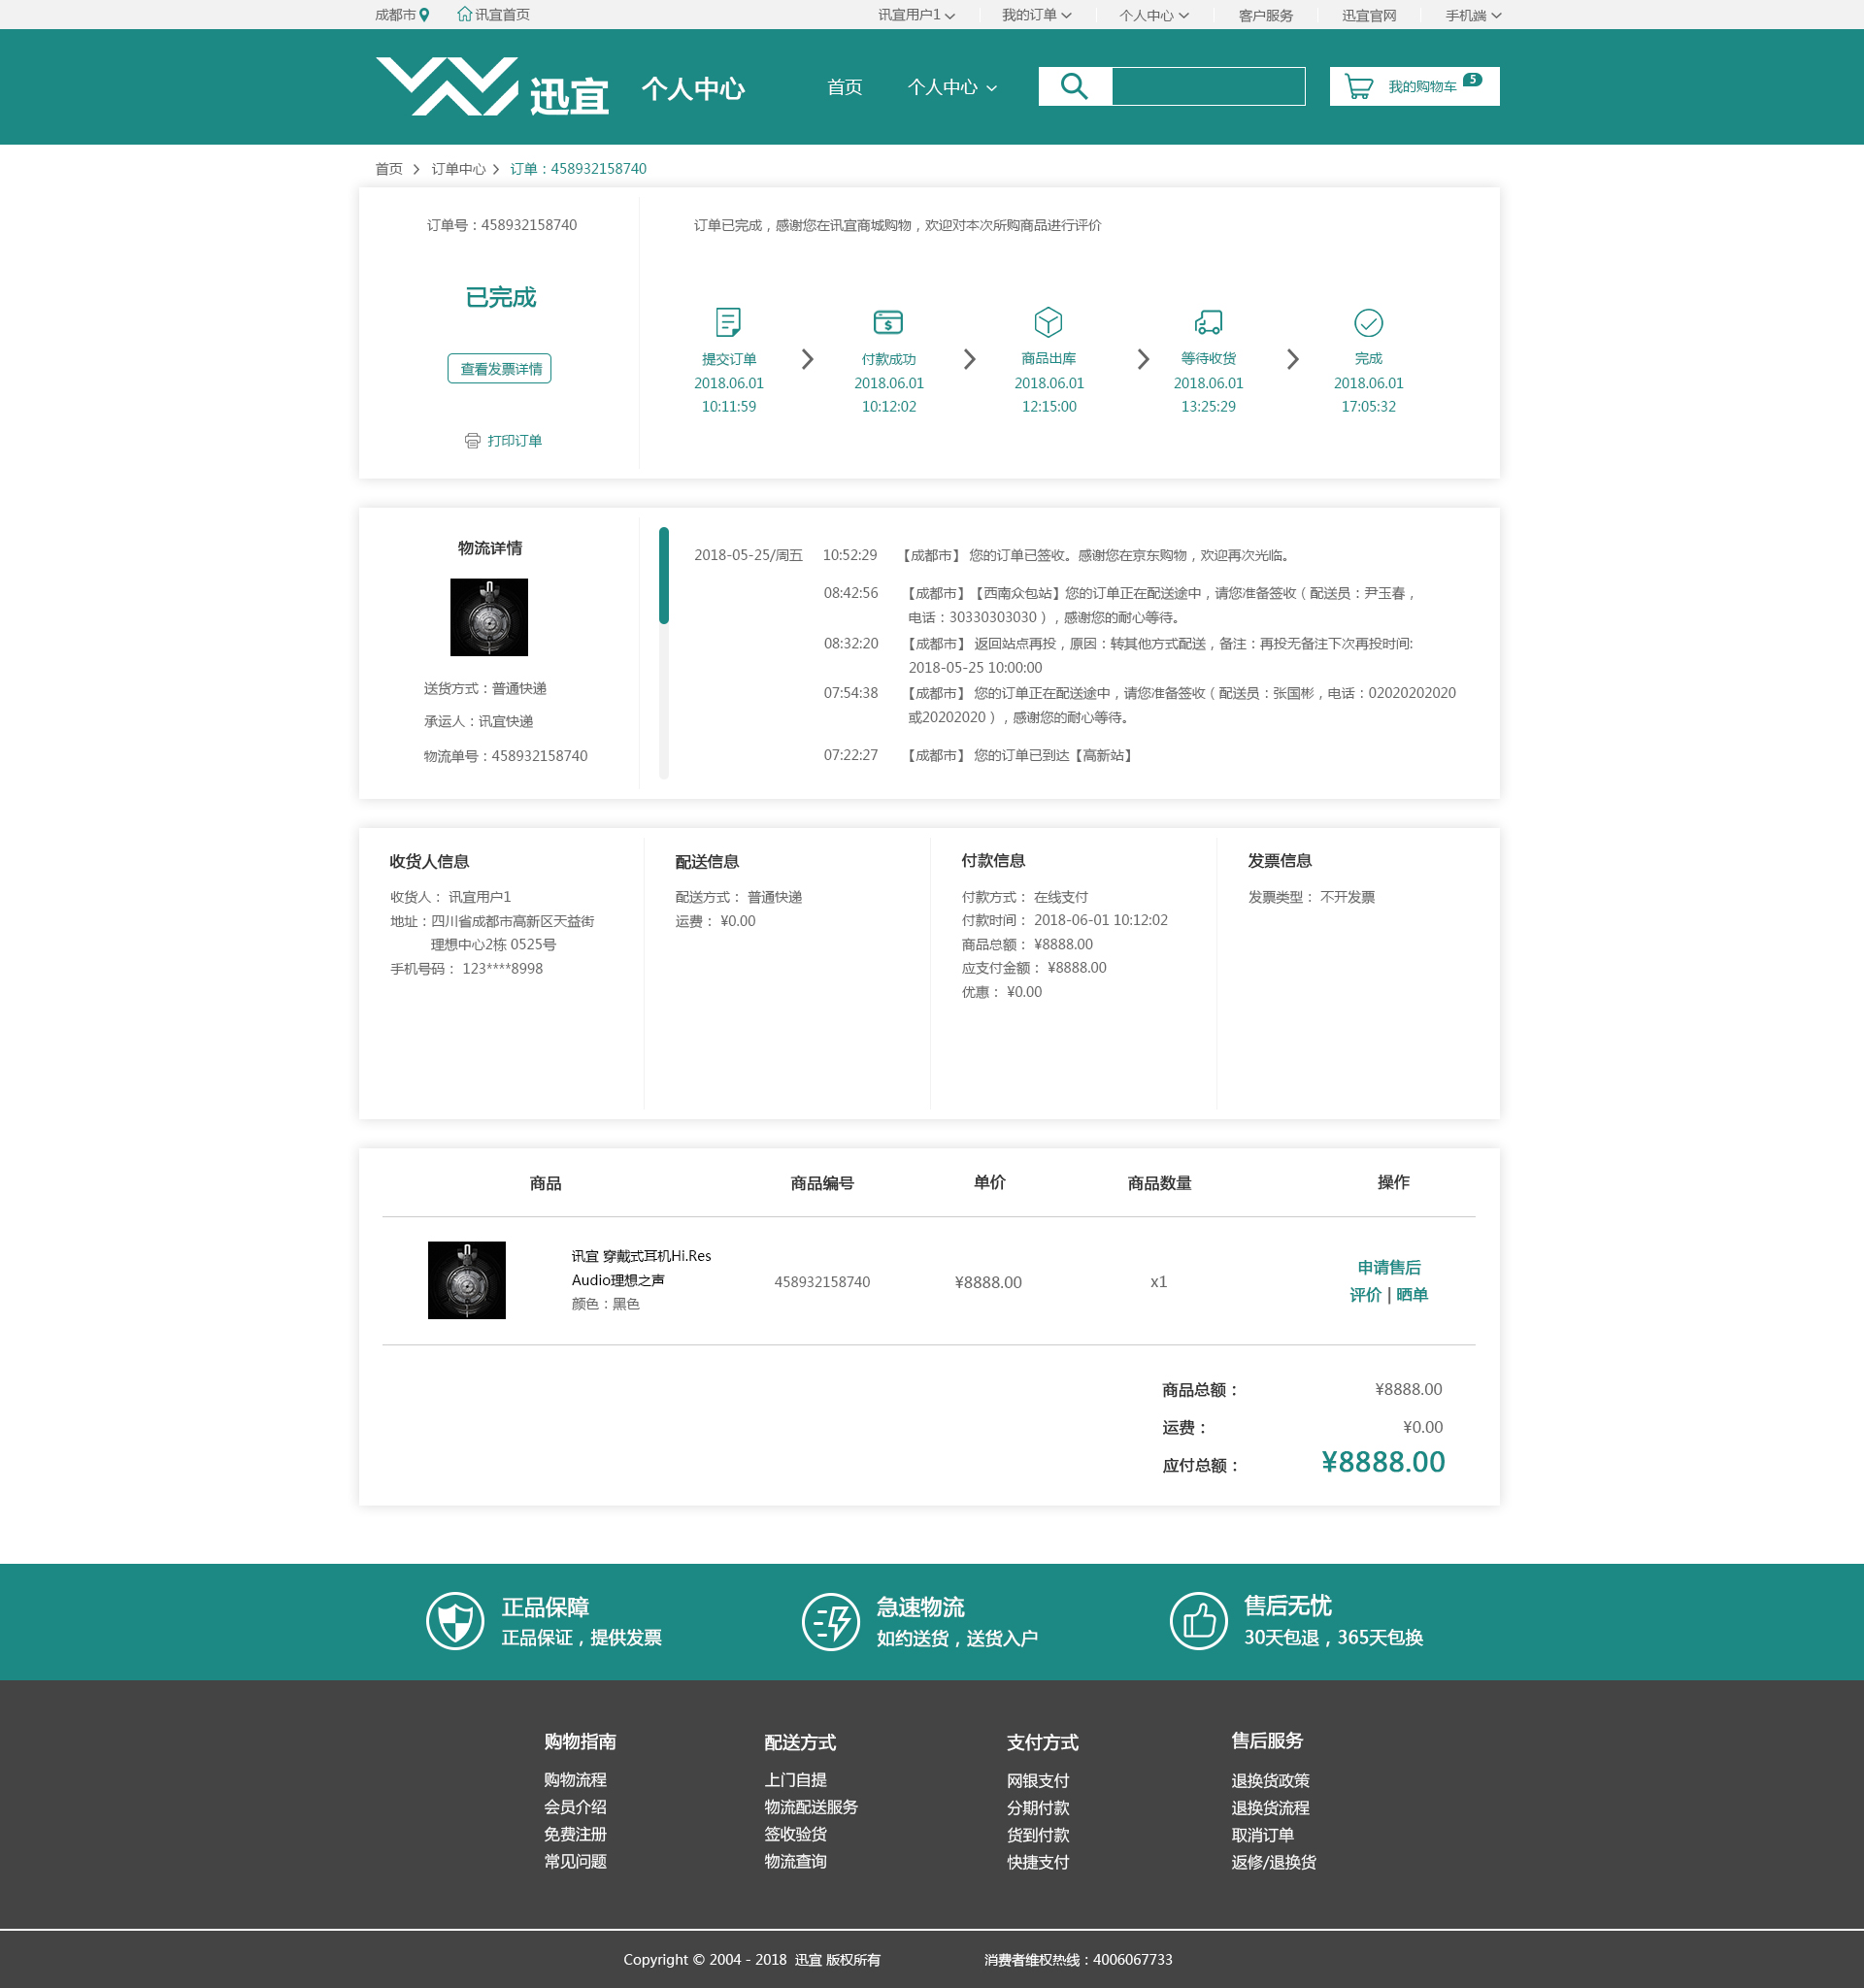 成都市
讯宜首页
讯宜用户1
我的订单
个人中心
客户服务
迅宜官网
手机端
迅宜
个人中心
首页
个人中心
我的购物车
5
首页 > 订单中心 > 订单：458932158740
订单号：458932158740
已完成
查看发票详情
打印订单
订单已完成，感谢您在讯宜商城购物，欢迎对本次所购商品进行评价
提交订单
2018.06.01
10:11:59
付款成功
2018.06.01
10:12:02
商品出库
2018.06.01
12:15:00
等待收货
2018.06.01
13:25:29
完成
2018.06.01
17:05:32
物流详情
送货方式：普通快递
承运人：讯宜快递
物流单号：458932158740
2018-05-25/周五 10:52:29 【成都市】 您的订单已签收。感谢您在京东购物，欢迎再次光临。
08:42:56 【成都市】【西南众包站】您的订单正在配送途中，请您准备签收（配送员：尹玉春，
电话：30330303030），感谢您的耐心等待。
08:32:20 【成都市】 返回站点再投，原因：转其他方式配送，备注：再投无备注下次再投时间:
2018-05-25 10:00:00
07:54:38 【成都市】 您的订单正在配送途中，请您准备签收（配送员：张国彬，电话：02020202020
或20202020），感谢您的耐心等待。
07:22:27 【成都市】 您的订单已到达【高新站】
收货人信息
收货人： 讯宜用户1
地址：四川省成都市高新区天益街
理想中心2栋 0525号
手机号码： 123****8998
配送信息
配送方式： 普通快递
运费： ¥0.00
付款信息
付款方式： 在线支付
付款时间： 2018-06-01 10:12:02
商品总额： ¥8888.00
应支付金额： ¥8888.00
优惠： ¥0.00
发票信息
发票类型： 不开发票
商品 商品编号 单价 商品数量 操作
迅宜 穿戴式耳机Hi.Res
Audio理想之声
颜色：黑色
458932158740
¥8888.00
x1
申请售后
评价 | 晒单
商品总额： ¥8888.00
运费： ¥0.00
应付总额： ¥8888.00
正品保障
正品保证，提供发票
急速物流
如约送货，送货入户
售后无忧
30天包退，365天包换
购物指南
购物流程
会员介绍
免费注册
常见问题
配送方式
上门自提
物流配送服务
签收验货
物流查询
支付方式
网银支付
分期付款
货到付款
快捷支付
售后服务
退换货政策
退换货流程
取消订单
返修/退换货
Copyright © 2004 - 2018 迅宜 版权所有
消费者维权热线：4006067733